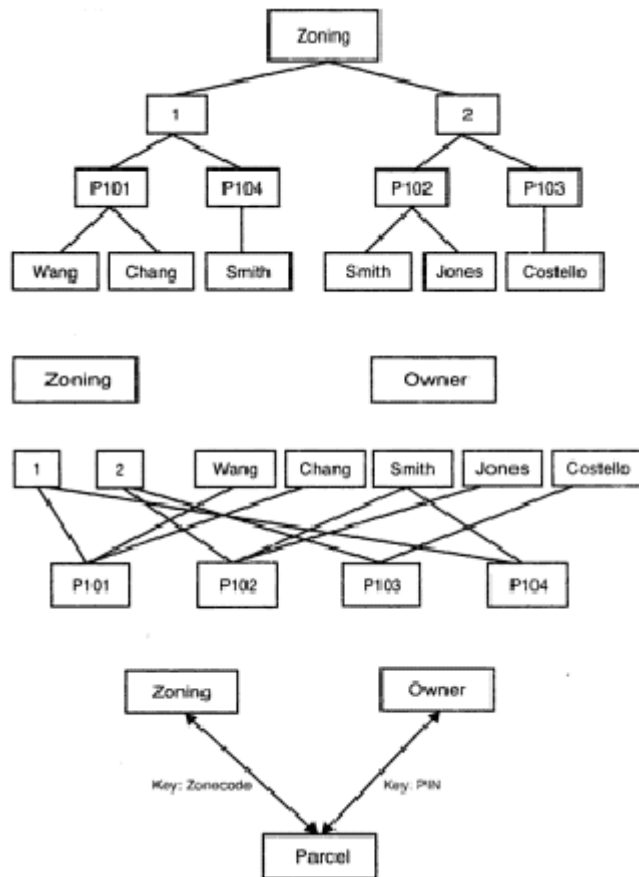 Zoning
1 2
P101 P104 P102 P103
Wang Chang Smith Smith Jones Costello
Zoning Owner
1 2 Wang Chang Smith Jones Costello
P101 P102 P103 P104
Zoning Owner
Key: Zonecode Key: PIN
Parcel